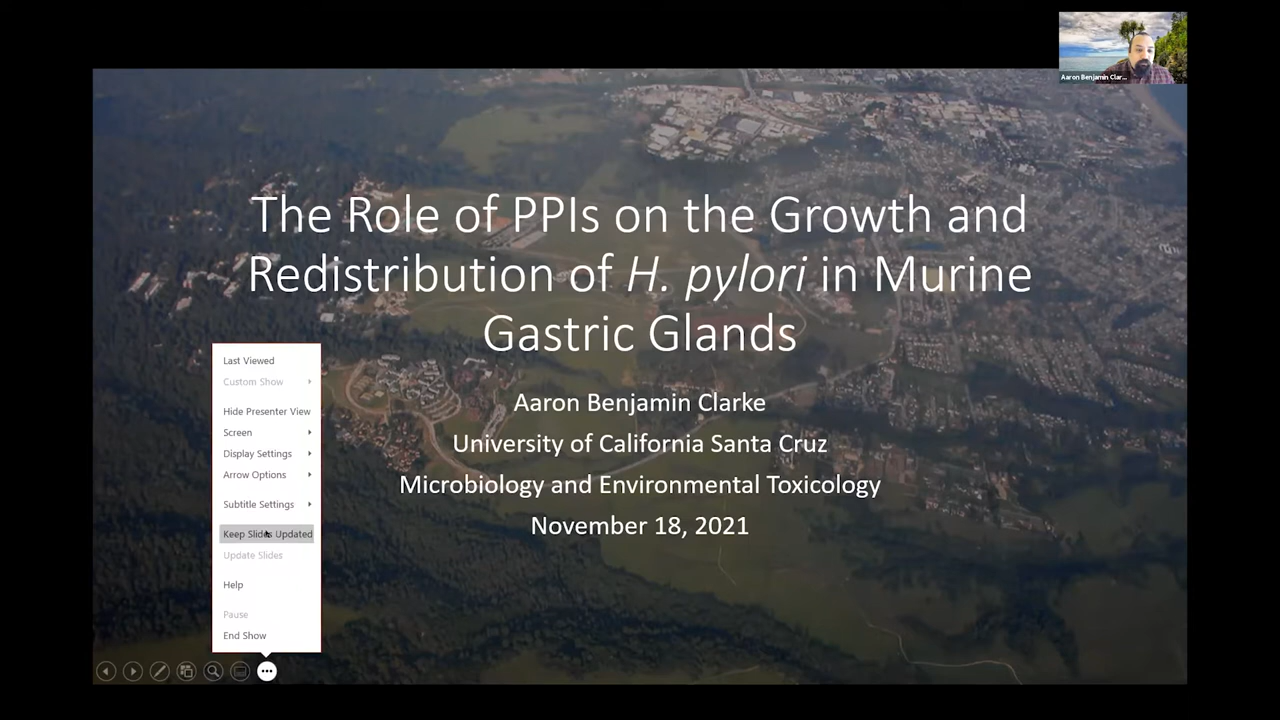 Aaron Benjamin Clar...
The Role of PPIs on the Growth and
Redistribution of H. pylori in Murine
Gastric Glands
Aaron Benjamin Clarke
University of California Santa Cruz
Microbiology and Environmental Toxicology
November 18, 2021
Last Viewed
Custom Show
Hide Presenter View
Screen
Display Settings
Arrow Options
Subtitle Settings
Keep Slides Updated
Update Slides
Help
Pause
End Show